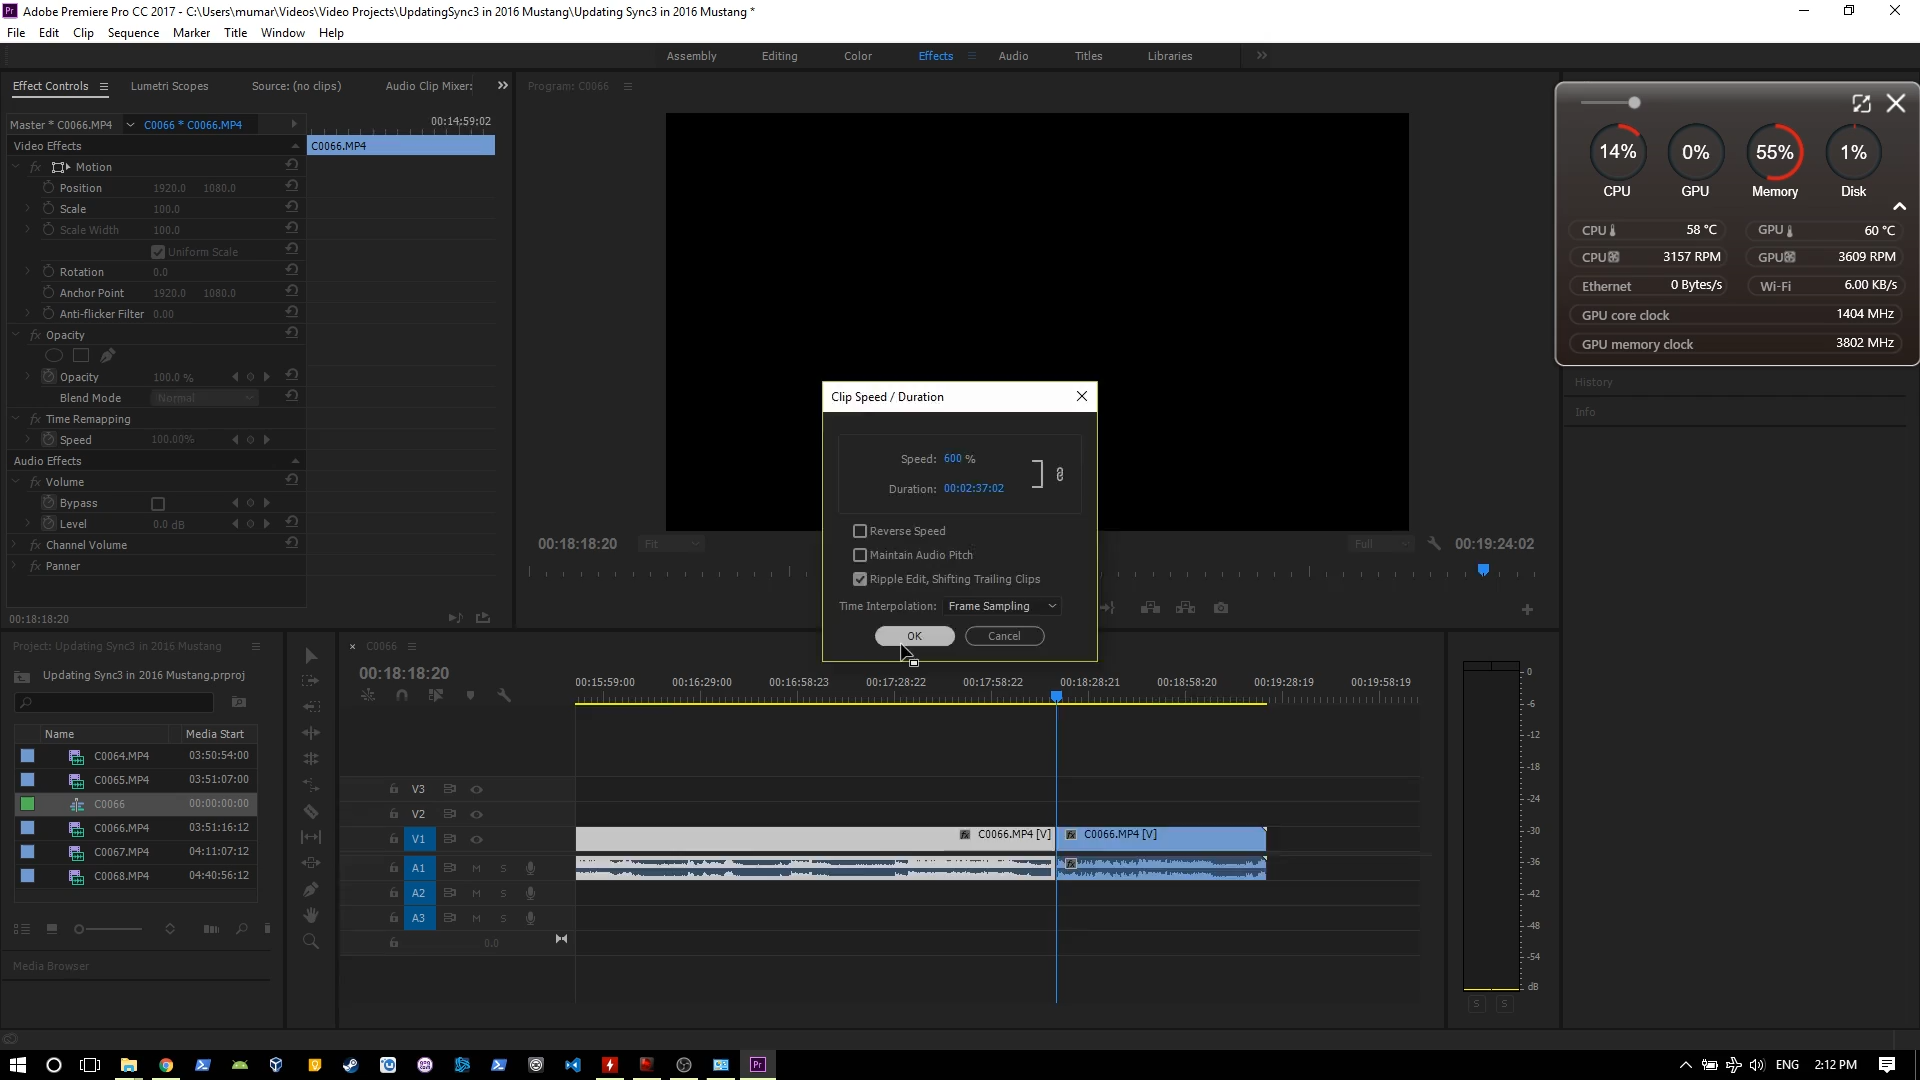 Adobe Premiere Pro CC 2017 - C:\Users\mumar\Videos\Video Projects\UpdatingSync3 in 2016 Mustang\Updating Sync3 in 2016 Mustang.prproj *
File Edit Clip Sequence Marker Title Window Help
Assembly Editing Color Effects Audio Titles Libraries
Effect Controls Lumetri Scopes Source: (no clips) Audio Clip Mixer: Program: C0066
Master * C0066.MP4 C0066 * C0066.MP4 00:14:59:02
Video Effects C0066.MP4
fx Motion
Position 1920.0 1080.0
Scale 100.0
Scale Width 100.0
Uniform Scale
Rotation 0.0
Anchor Point 1920.0 1080.0
Anti-flicker Filter 0.00
fx Opacity
Opacity 100.0 %
Blend Mode Normal
fx Time Remapping
Speed 100.00%
Audio Effects
fx Volume
Bypass
Level 0.0 dB
fx Channel Volume
fx Panner
00:18:18:20
14% 0% 55% 1%
CPU GPU Memory Disk
CPU 58 °C GPU 60 °C
CPU 3157 RPM GPU 3609 RPM
Ethernet 0 Bytes/s Wi-Fi 6.00 KB/s
GPU core clock 1404 MHz
GPU memory clock 3802 MHz
History
Info
Clip Speed / Duration
Speed: 600 %
Duration: 00:02:37:02
Reverse Speed
Maintain Audio Pitch
Ripple Edit, Shifting Trailing Clips
Time Interpolation: Frame Sampling
OK Cancel
00:18:18:20 Fit Full 00:19:24:02
Project: Updating Sync3 in 2016 Mustang
Updating Sync3 in 2016 Mustang.prproj
Name Media Start
C0064.MP4 03:50:54:00
C0065.MP4 03:51:07:00
C0066 00:00:00:00
C0066.MP4 03:51:16:12
C0067.MP4 04:11:07:12
C0068.MP4 04:40:56:12
Media Browser
C0066
00:18:18:20
00:15:59:00 00:16:29:00 00:16:58:23 00:17:28:22 00:17:58:22 00:18:28:21 00:18:58:20 00:19:28:19 00:19:58:19
V3
V2
V1 fx C0066.MP4 [V] fx C0066.MP4 [V]
A1 M S fx
A2 M S
A3 M S
0.0
0
-6
-12
-18
-24
-30
-36
-42
-48
-54
dB
S S
Pr ENG 2:12 PM